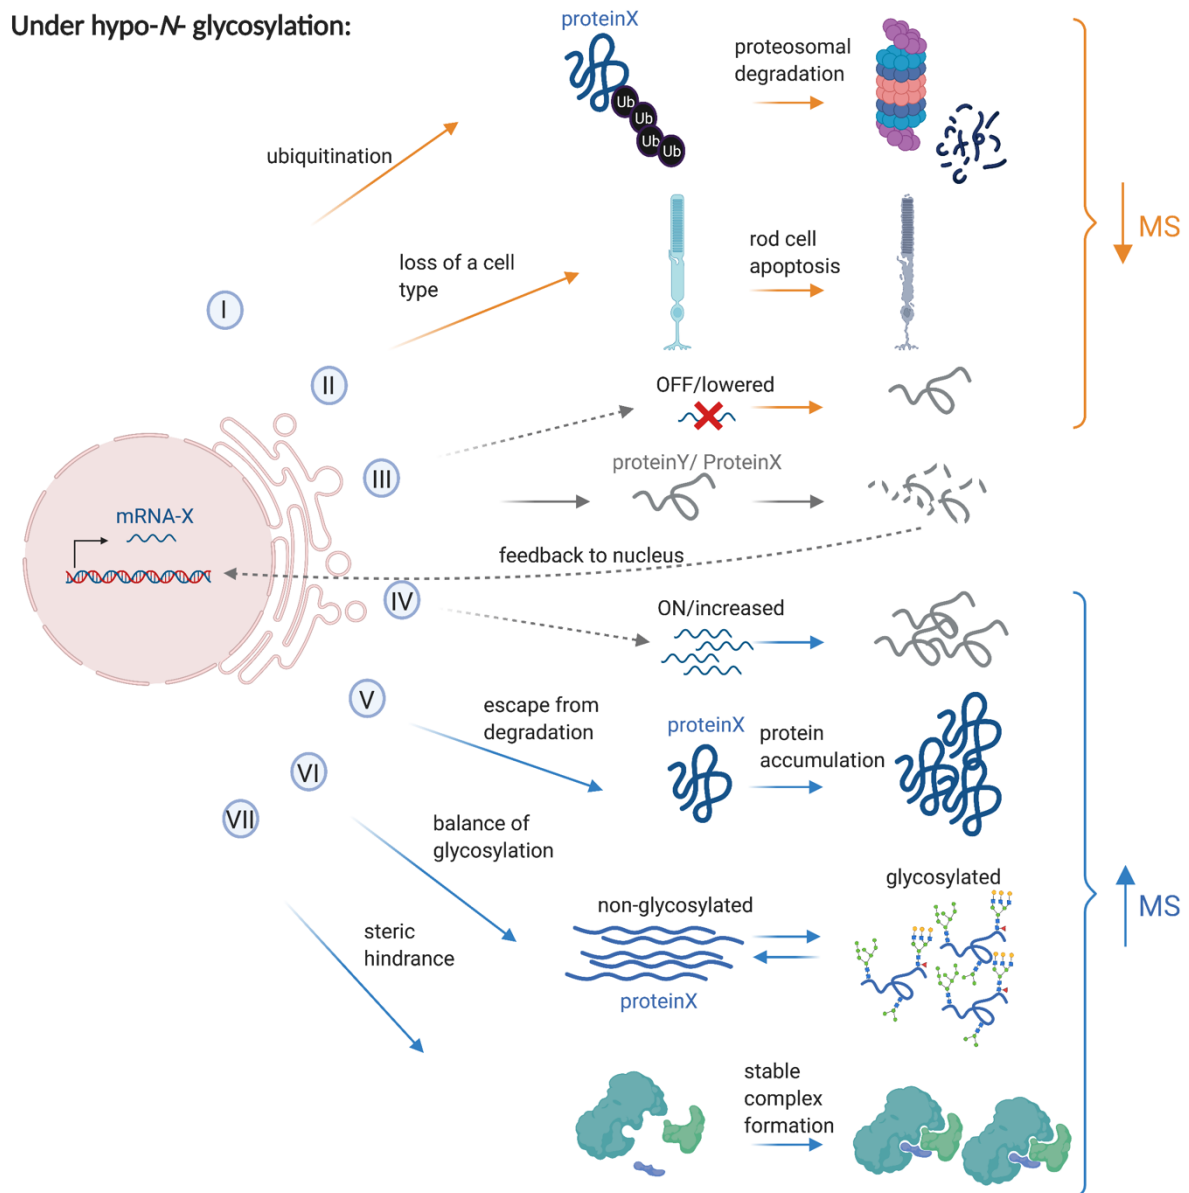 Under hypo-N- glycosylation:
proteinX
proteosomal
degradation
Ub
Ub
Ub
Ub
ubiquitination
MS
loss of a cell
type
rod cell
apoptosis
I
II
OFF/lowered
III
proteinY/ ProteinX
mRNA-X
feedback to nucleus
IV
ON/increased
V
escape from
degradation
proteinX
protein
accumulation
VI
VII
balance of
glycosylation
glycosylated
MS
non-glycosylated
steric
hindrance
proteinX
stable
complex
formation